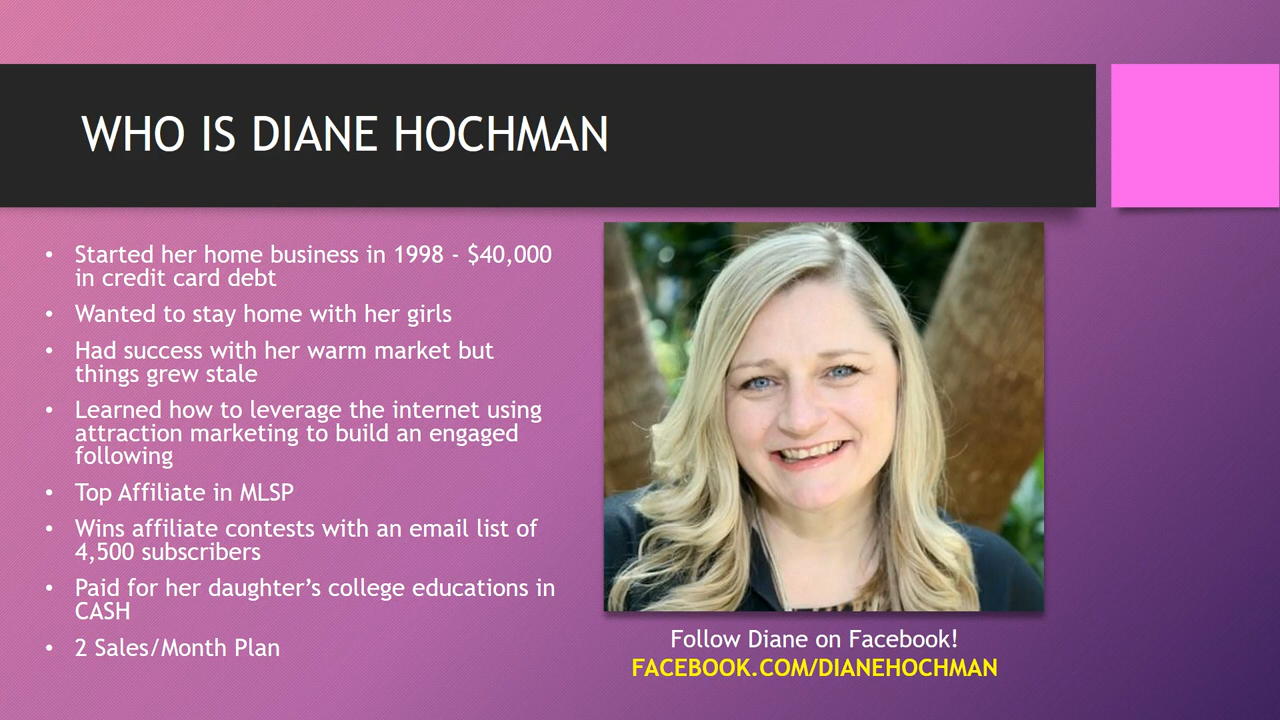 WHO IS DIANE HOCHMAN
• Started her home business in 1998 - $40,000
in credit card debt
• Wanted to stay home with her girls
• Had success with her warm market but
things grew stale
• Learned how to leverage the internet using
attraction marketing to build an engaged
following
• Top Affiliate in MLSP
• Wins affiliate contests with an email list of
4,500 subscribers
• Paid for her daughter’s college educations in
CASH
• 2 Sales/Month Plan
Follow Diane on Facebook!
FACEBOOK.COM/DIANEHOCHMAN